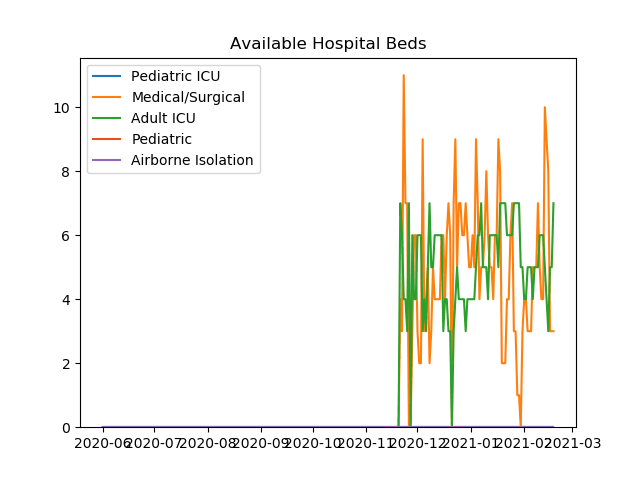 Available Hospital Beds
Pediatric ICU
Medical/Surgical
Adult ICU
Pediatric
Airborne Isolation
10
8
6
4
2
0
2020-06 2020-07 2020-08 2020-09 2020-10 2020-11 2020-12 2021-01 2021-02 2021-03